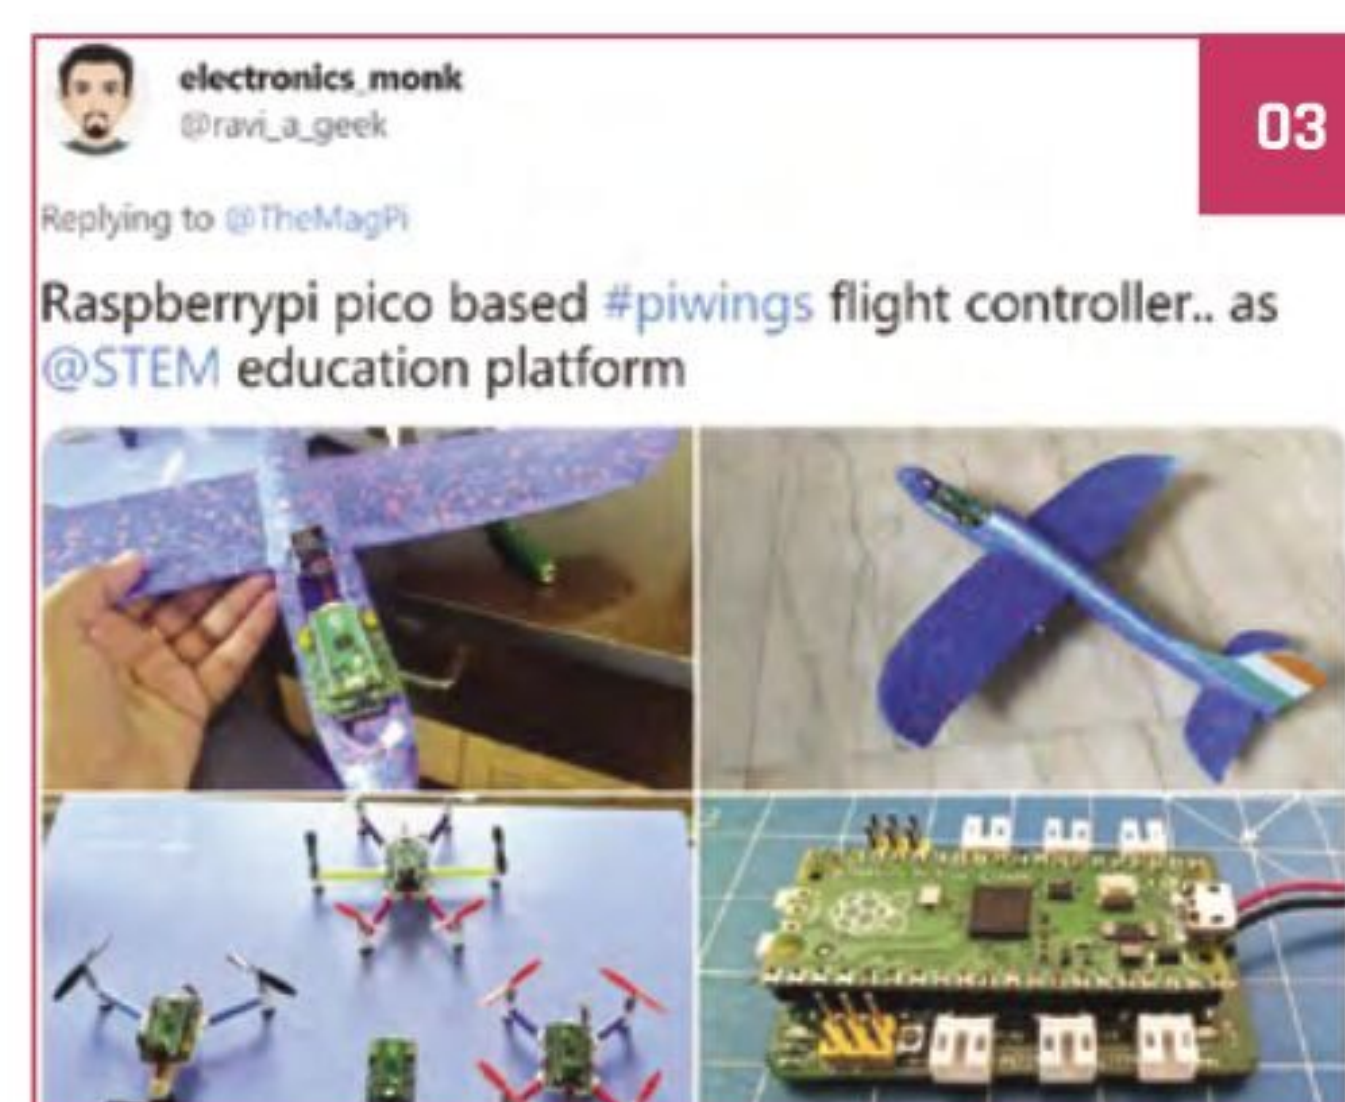 electronics_monk
@ravi_a_geek
03
Replying to @TheMagPi
Raspberrypi pico based #piwings flight controller.. as
@STEM education platform